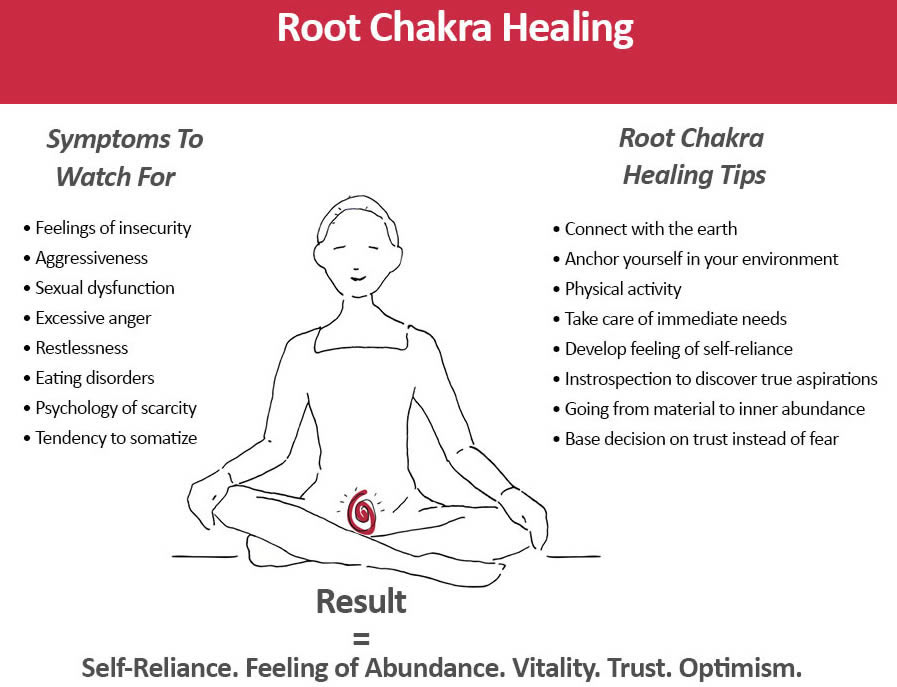 Root Chakra Healing
Symptoms To
Watch For
• Feelings of insecurity
• Aggressiveness
• Sexual dysfunction
• Excessive anger
• Restlessness
• Eating disorders
• Psychology of scarcity
• Tendency to somatize
Root Chakra
Healing Tips
• Connect with the earth
• Anchor yourself in your environment
• Physical activity
• Take care of immediate needs
• Develop feeling of self-reliance
• Instrospection to discover true aspirations
• Going from material to inner abundance
• Base decision on trust instead of fear
Result
=
Self-Reliance. Feeling of Abundance. Vitality. Trust. Optimism.